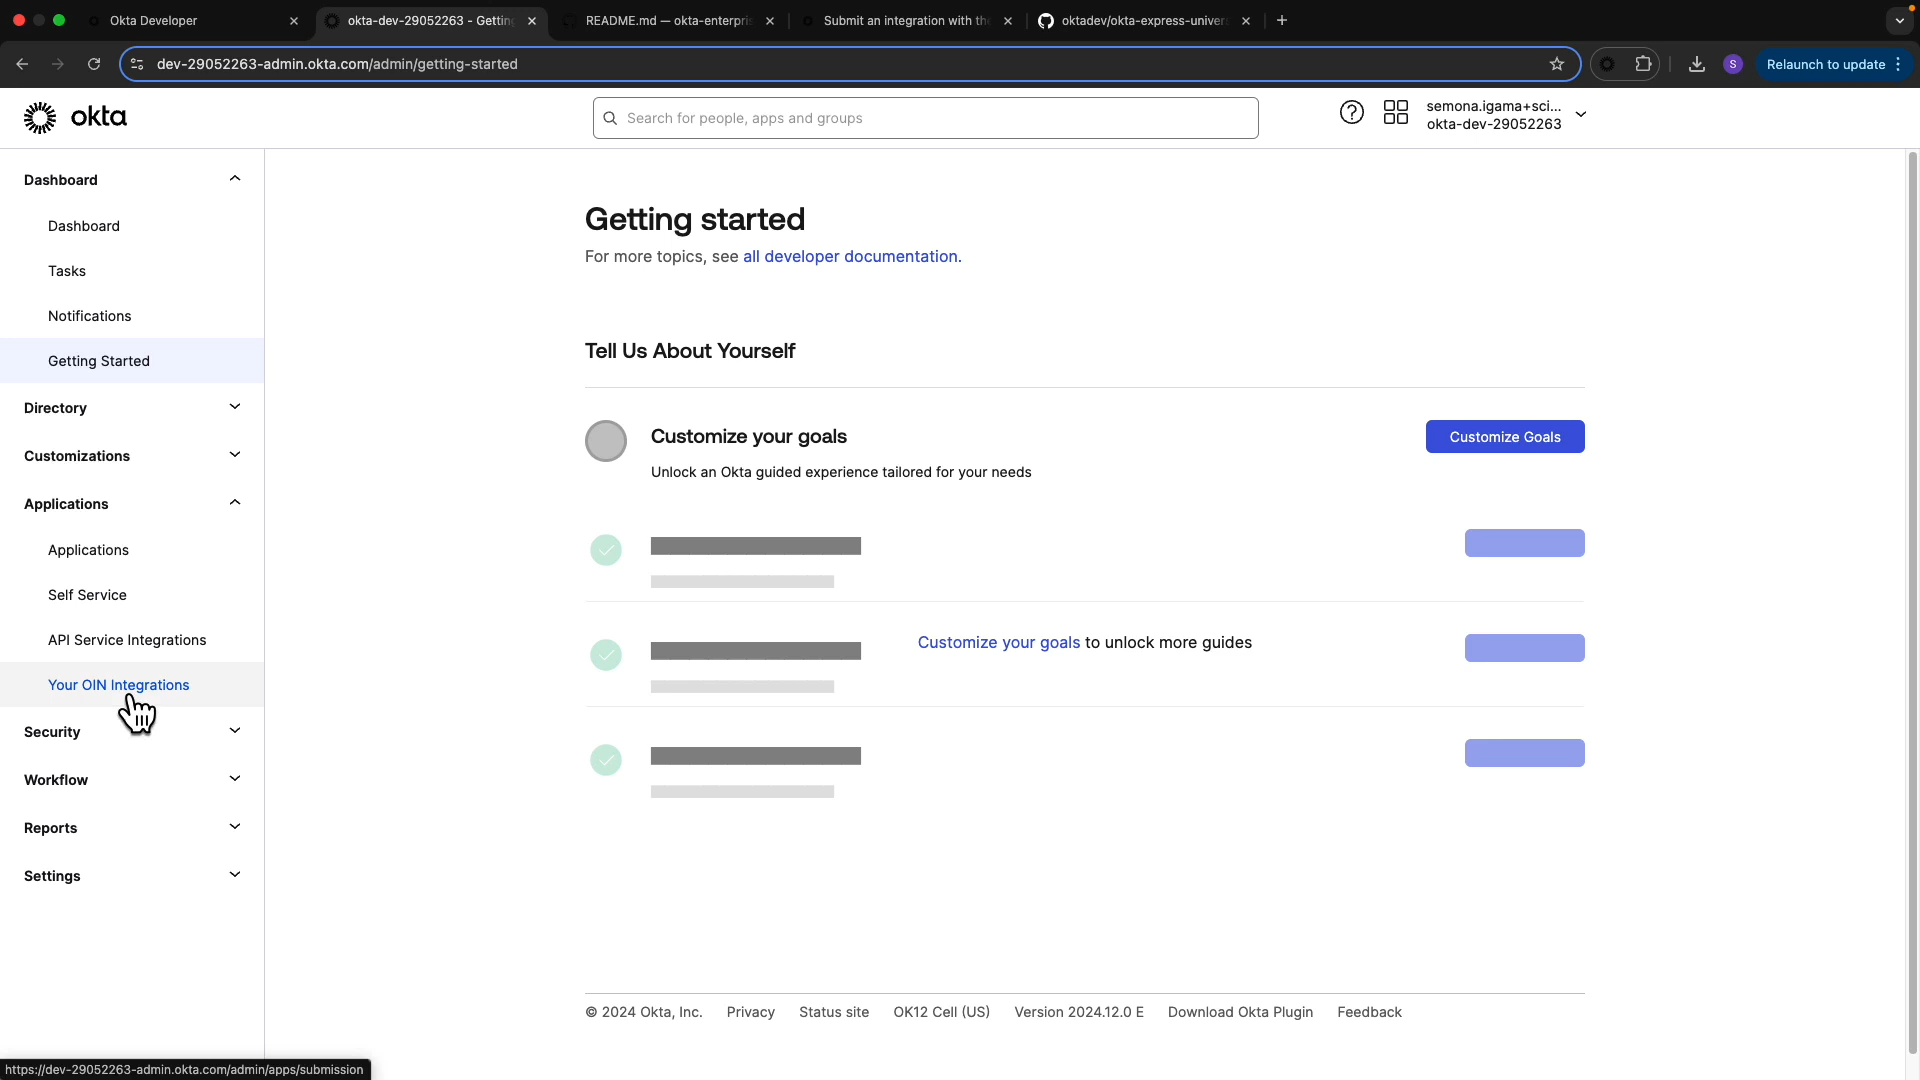 Okta Developer
okta-dev-29052263 - Getting
README.md — okta-enterpri
Submit an integration with th
oktadev/okta-express-univer
dev-29052263-admin.okta.com/admin/getting-started
S
Relaunch to update
okta
Search for people, apps and groups
semona.igama+sci...
okta-dev-29052263
Dashboard
Dashboard
Tasks
Notifications
Getting Started
Directory
Customizations
Applications
Applications
Self Service
API Service Integrations
Your OIN Integrations
Security
Workflow
Reports
Settings
Getting started
For more topics, see all developer documentation.
Tell Us About Yourself
Customize your goals
Customize Goals
Unlock an Okta guided experience tailored for your needs
Customize your goals to unlock more guides
© 2024 Okta, Inc. Privacy Status site OK12 Cell (US) Version 2024.12.0 E Download Okta Plugin Feedback
https://dev-29052263-admin.okta.com/admin/apps/submission